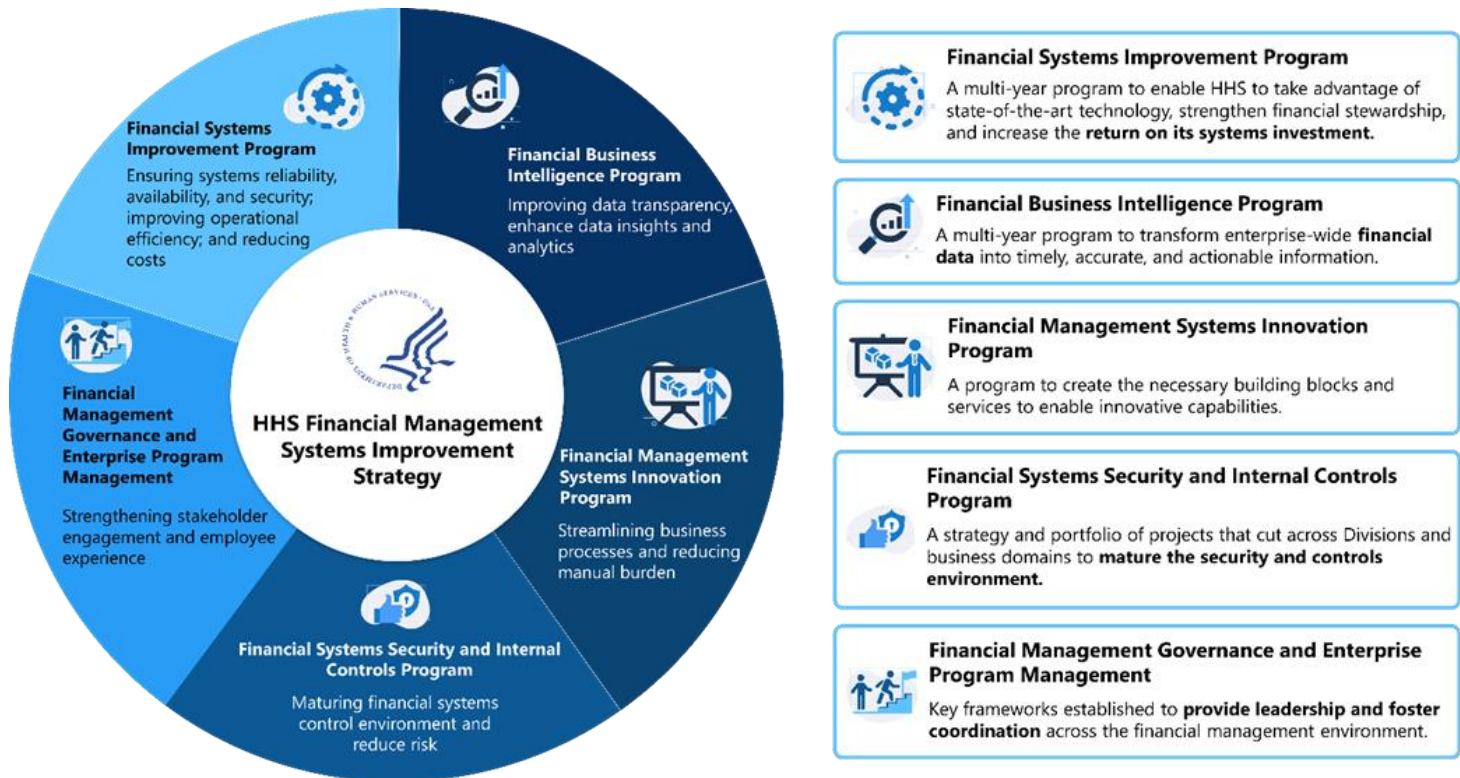 Financial Systems
Improvement Program
Ensuring systems reliability,
availability, and security;
improving operational
efficiency; and reducing
costs
Financial Business
Intelligence Program
Improving data transparency,
enhance data insights and
analytics
Financial Management
Systems Innovation
Program
Streamlining business
processes and reducing
manual burden
Financial Systems Security and Internal
Controls Program
Maturing financial systems
control environment and
reduce risk
Financial
Management
Governance and
Enterprise Program
Management
Strengthening stakeholder
engagement and employee
experience
DEPARTMENT OF HEALTH & HUMAN SERVICES • USA
HHS Financial Management
Systems Improvement
Strategy
Financial Systems Improvement Program
A multi-year program to enable HHS to take advantage of
state-of-the-art technology, strengthen financial stewardship,
and increase the return on its systems investment.
Financial Business Intelligence Program
A multi-year program to transform enterprise-wide financial
data into timely, accurate, and actionable information.
Financial Management Systems Innovation
Program
A program to create the necessary building blocks and
services to enable innovative capabilities.
Financial Systems Security and Internal Controls
Program
A strategy and portfolio of projects that cut across Divisions and
business domains to mature the security and controls
environment.
Financial Management Governance and Enterprise
Program Management
Key frameworks established to provide leadership and foster
coordination across the financial management environment.